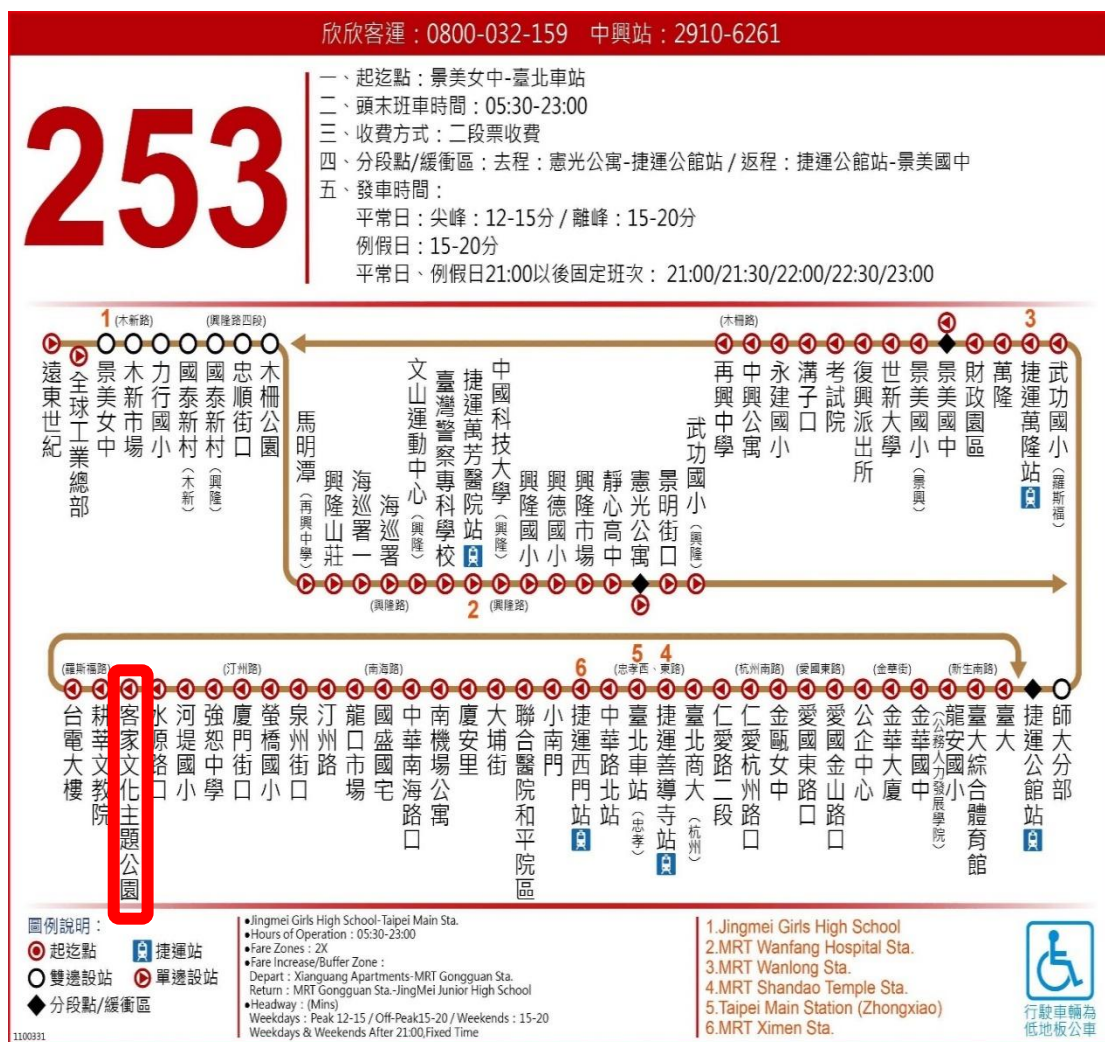 欣欣客運：0800-032-159 中興站：2910-6261
253
一、起迄點：景美女中-臺北車站
二、頭末班車時間：05:30-23:00
三、收費方式：二段票收費
四、分段點/緩衝區：去程：憲光公寓-捷運公館站 / 返程：捷運公館站-景美國中
五、發車時間：
平常日：尖峰：12-15分 / 離峰：15-20分
例假日：15-20分
平常日、例假日21:00以後固定班次： 21:00/21:30/22:00/22:30/23:00
1
(木新路)
(興隆路四段)
(木柵路)
3
遠東世紀
全球工業總部
景美女中
木新市場
力行國小
國泰新村（木新）
國泰新村（興隆）
忠順街口
木柵公園
再興中學
中興公寓
永建國小
溝子口
考試院
復興派出所
世新大學
景美國小（景興）
景美國中
財政園區
萬隆
捷運萬隆站
武功國小（羅斯福）
馬明潭（再興中學）
興隆山莊
海巡署一
海巡署
文山運動中心（興隆）
臺灣警察專科學校
捷運萬芳醫院站
中國科技大學（興隆）
興隆國小
興德國小
興隆市場
靜心高中
憲光公寓
景明街口
武功國小（興隆）
(興隆路)
2
(興隆路)
(羅斯福路)
(汀州路)
(南海路)
6
5
4
(忠孝西、東路)
(杭州南路)
(愛國東路)
(金華街)
(新生南路)
台電大樓
耕莘文教院
客家文化主題公園
水源路口
河堤國小
強恕中學
廈門街口
螢橋國小
泉州街口
汀州路
龍口市場
國盛國宅
中華南海路口
南機場公寓
廈安里
大埔街
聯合醫院和平院區
小南門
捷運西門站
中華路北站
臺北車站（忠孝）
捷運善導寺站
臺北商大（杭州）
仁愛路二段
仁愛杭州路口
金甌女中
愛國東路口
愛國金山路口
公企中心
金華大廈
金華國中
龍安國小（公務人力發展學院）
臺大綜合體育館
臺大
捷運公館站
師大分部
圖例說明：
起迄點
捷運站
雙邊設站
單邊設站
分段點/緩衝區
1100331
●Jingmei Girls High School-Taipei Main Sta.
●Hours of Operation : 05:30-23:00
●Fare Zones : 2X
●Fare Increase/Buffer Zone :
Depart : Xianguang Apartments-MRT Gongguan Sta.
Return : MRT Gongguan Sta.-JingMei Junior High School
●Headway : (Mins)
Weekdays : Peak 12-15 / Off-Peak15-20 / Weekends : 15-20
Weekdays & Weekends After 21:00,Fixed Time
1.Jingmei Girls High School
2.MRT Wanfang Hospital Sta.
3.MRT Wanlong Sta.
4.MRT Shandao Temple Sta.
5.Taipei Main Station (Zhongxiao)
6.MRT Ximen Sta.
行駛車輛為
低地板公車